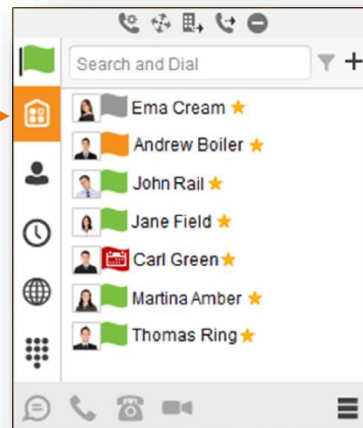 Search and Dial
Ema Cream
Andrew Boiler
John Rail
Jane Field
Carl Green
Martina Amber
Thomas Ring